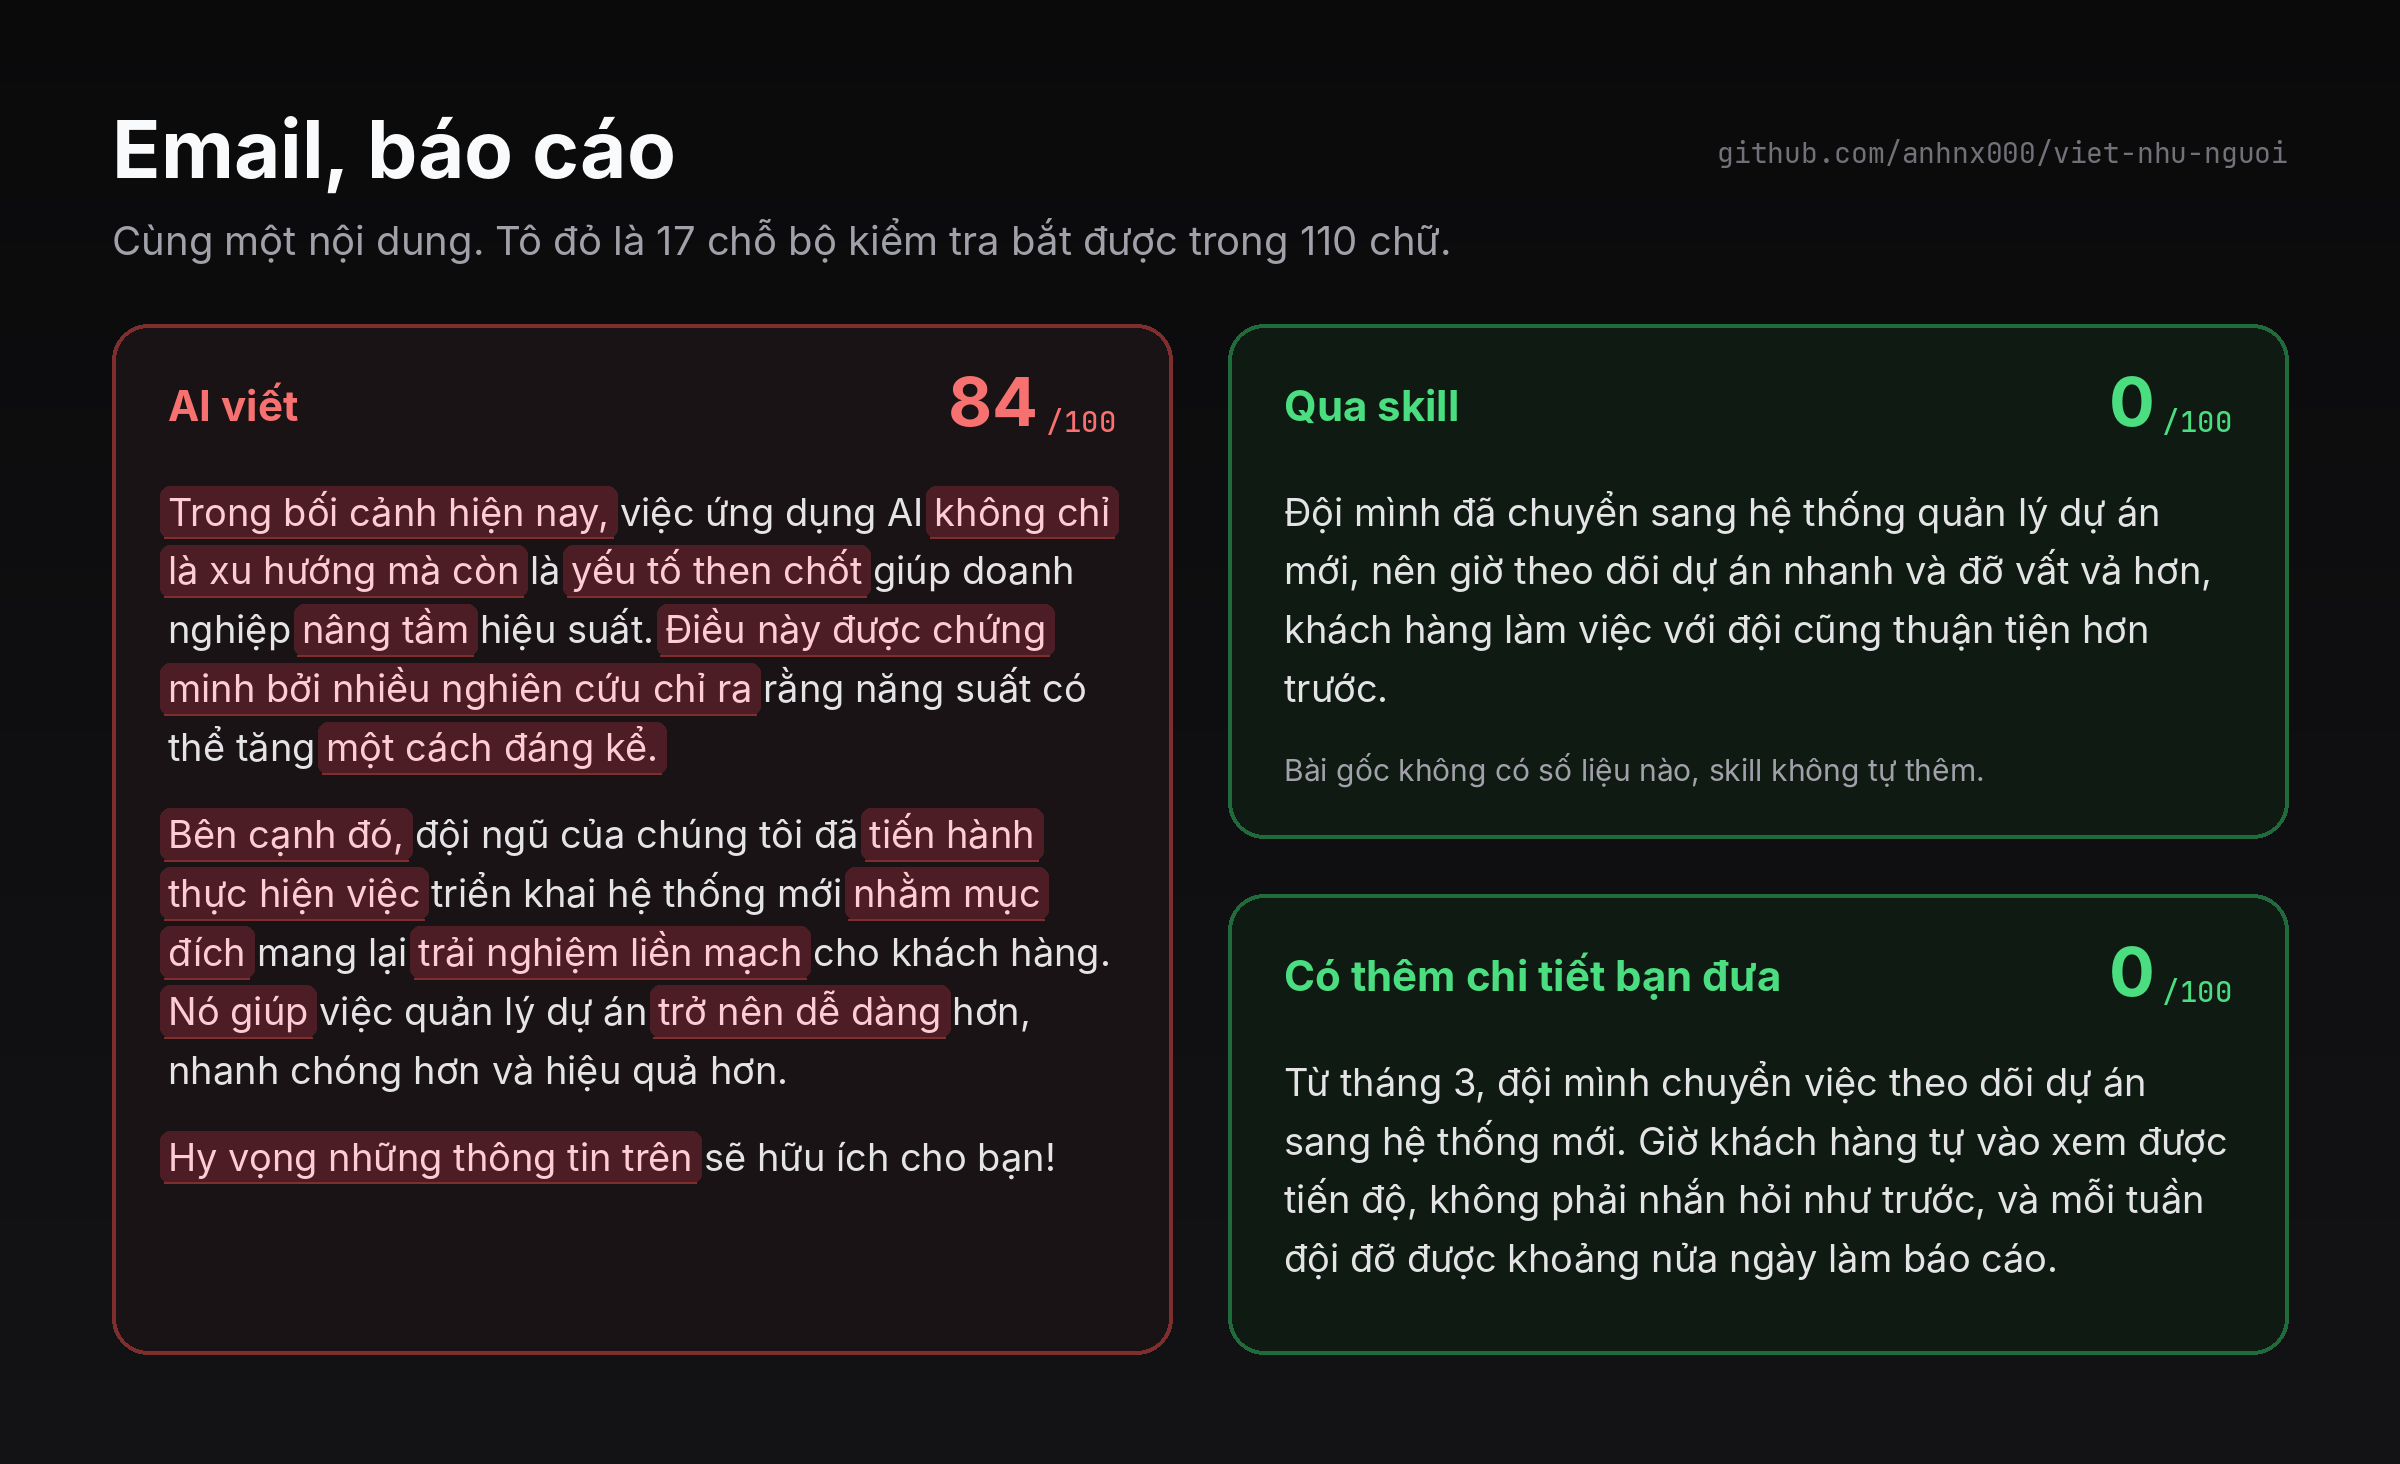 Email, báo cáo
github.com/anhnx000/viet-nhu-nguoi
Cùng một nội dung. Tô đỏ là 17 chỗ bộ kiểm tra bắt được trong 110 chữ.
AI viết
84 /100
Trong bối cảnh hiện nay, việc ứng dụng AI không chỉ
là xu hướng mà còn là yếu tố then chốt giúp doanh
nghiệp nâng tầm hiệu suất. Điều này được chứng
minh bởi nhiều nghiên cứu chỉ ra rằng năng suất có
thể tăng một cách đáng kể.
Bên cạnh đó, đội ngũ của chúng tôi đã tiến hành
thực hiện việc triển khai hệ thống mới nhằm mục
đích mang lại trải nghiệm liền mạch cho khách hàng.
Nó giúp việc quản lý dự án trở nên dễ dàng hơn,
nhanh chóng hơn và hiệu quả hơn.
Hy vọng những thông tin trên sẽ hữu ích cho bạn!
Qua skill
0 /100
Đội mình đã chuyển sang hệ thống quản lý dự án
mới, nên giờ theo dõi dự án nhanh và đỡ vất vả hơn,
khách hàng làm việc với đội cũng thuận tiện hơn
trước.
Bài gốc không có số liệu nào, skill không tự thêm.
Có thêm chi tiết bạn đưa
0 /100
Từ tháng 3, đội mình chuyển việc theo dõi dự án
sang hệ thống mới. Giờ khách hàng tự vào xem được
tiến độ, không phải nhắn hỏi như trước, và mỗi tuần
đội đỡ được khoảng nửa ngày làm báo cáo.